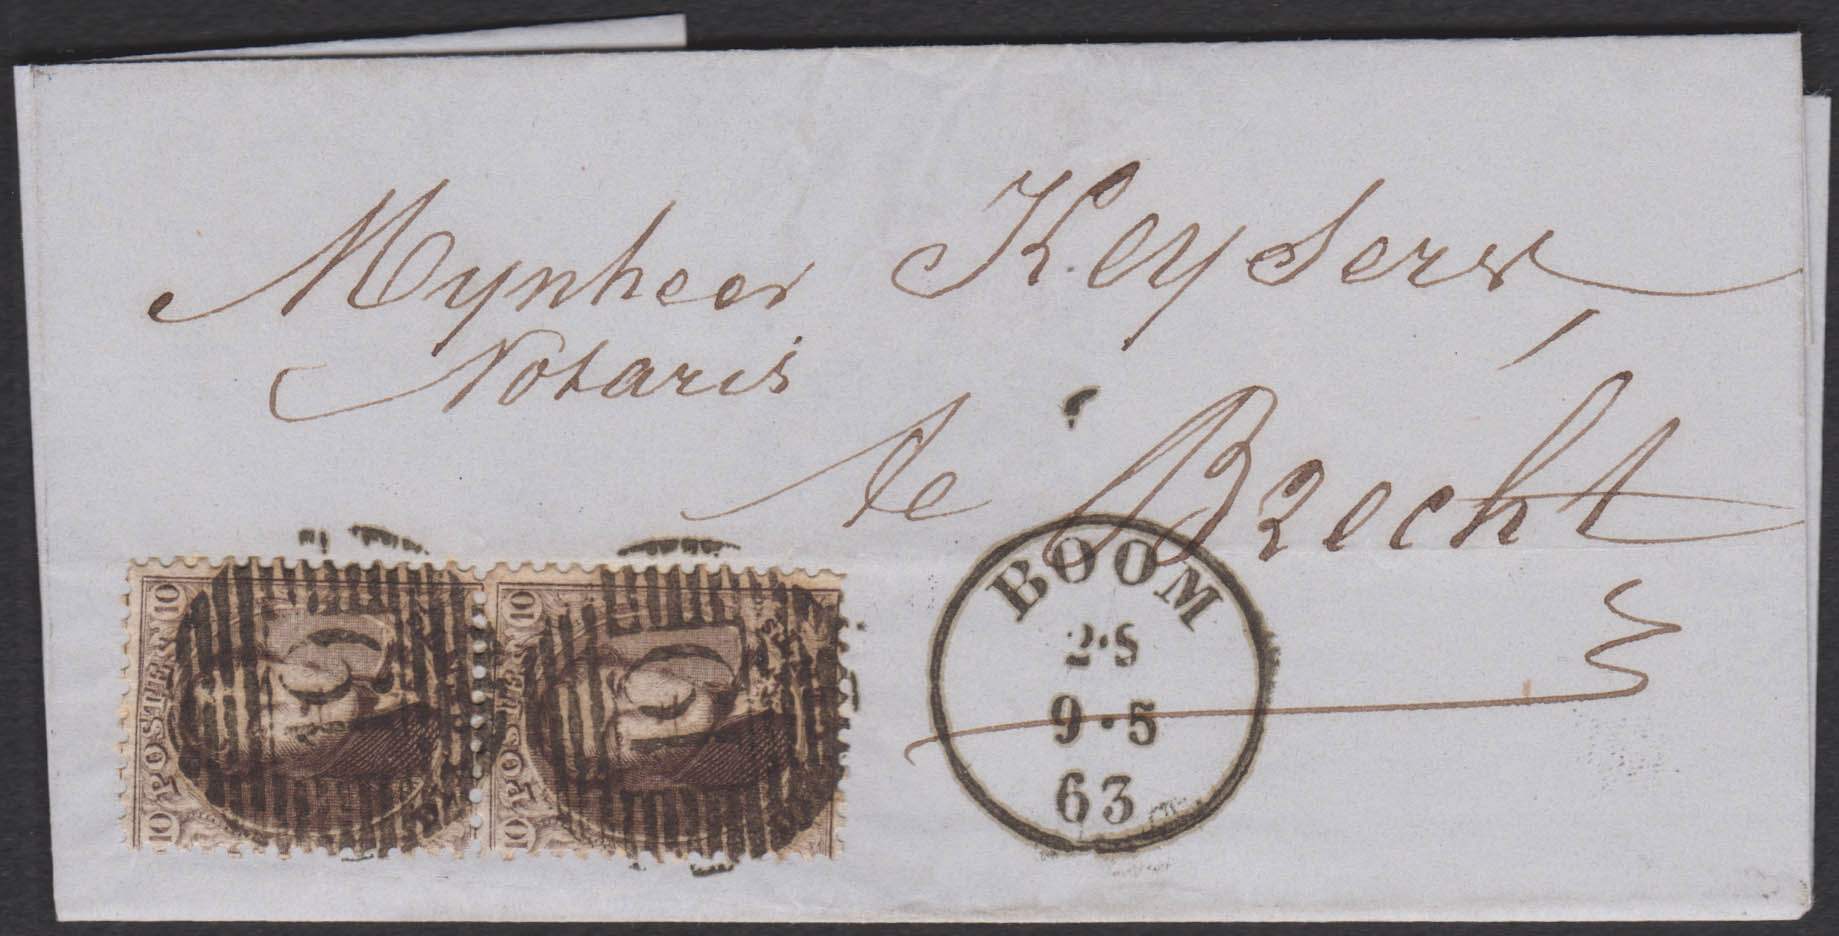 Mynheer Keysers
Notaris
te Brecht
BOOM
2·S
9·5
63
10 POSTES 10
10 POSTES 10